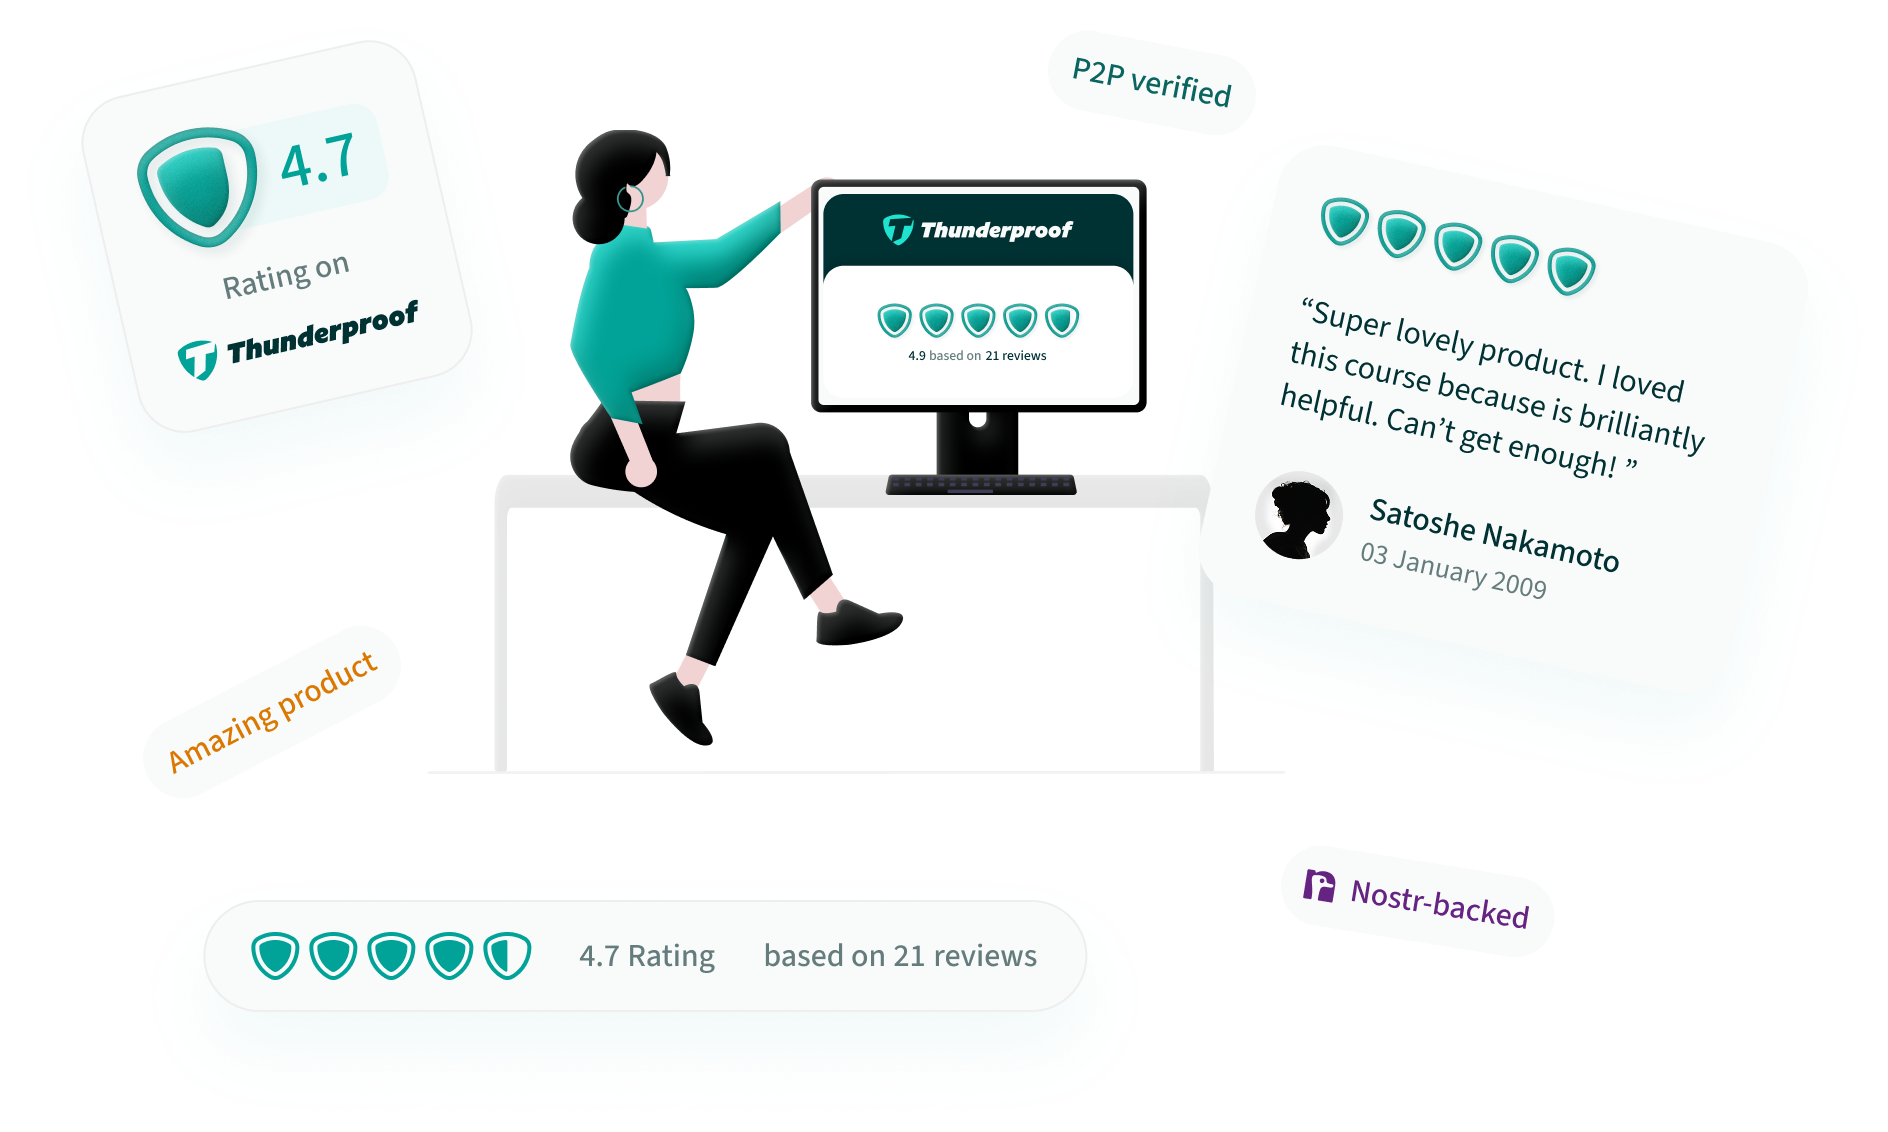 4.7
Rating on
Thunderproof
P2P verified
Thunderproof
4.9 based on 21 reviews
“Super lovely product. I loved
this course because is brilliantly
helpful. Can’t get enough! ”
Satoshe Nakamoto
03 January 2009
Amazing product
Nostr-backed
4.7 Rating based on 21 reviews